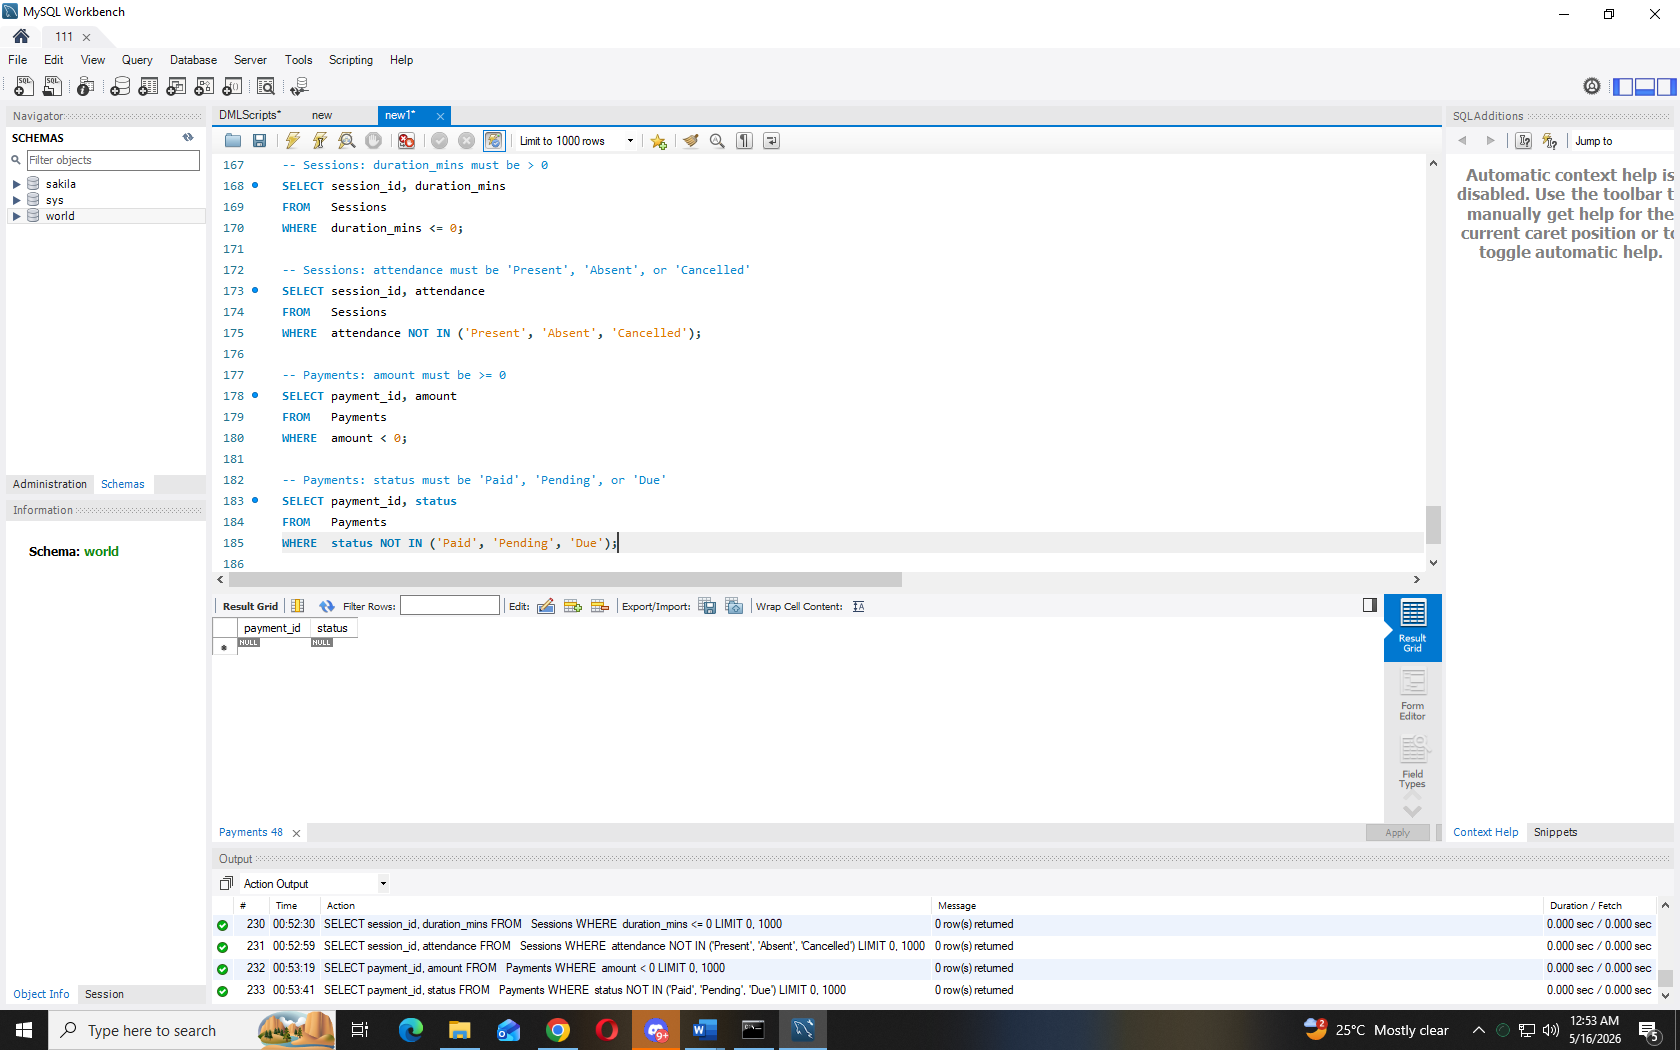 MySQL Workbench
111
File Edit View Query Database Server Tools Scripting Help
Navigator
SCHEMAS
Filter objects
sakila
sys
world
Administration Schemas
Information
Schema: world
Object Info Session
DMLScripts* new new1*
Limit to 1000 rows
167 -- Sessions: duration_mins must be > 0
168 SELECT session_id, duration_mins
169 FROM Sessions
170 WHERE duration_mins <= 0;
171
172 -- Sessions: attendance must be 'Present', 'Absent', or 'Cancelled'
173 SELECT session_id, attendance
174 FROM Sessions
175 WHERE attendance NOT IN ('Present', 'Absent', 'Cancelled');
176
177 -- Payments: amount must be >= 0
178 SELECT payment_id, amount
179 FROM Payments
180 WHERE amount < 0;
181
182 -- Payments: status must be 'Paid', 'Pending', or 'Due'
183 SELECT payment_id, status
184 FROM Payments
185 WHERE status NOT IN ('Paid', 'Pending', 'Due');
186
Result Grid Filter Rows: Edit: Export/Import: Wrap Cell Content:
payment_id status
NULL NULL
Result
Grid
Form
Editor
Field
Types
Payments 48
Apply
SQLAdditions
Jump to
Automatic context help is
disabled. Use the toolbar t
manually get help for the
current caret position or to
toggle automatic help.
Context Help Snippets
Output
Action Output
# Time Action Message Duration / Fetch
230 00:52:30 SELECT session_id, duration_mins FROM Sessions WHERE duration_mins <= 0 LIMIT 0, 1000 0 row(s) returned 0.000 sec / 0.000 sec
231 00:52:59 SELECT session_id, attendance FROM Sessions WHERE attendance NOT IN ('Present', 'Absent', 'Cancelled') LIMIT 0, 1000 0 row(s) returned 0.000 sec / 0.000 sec
232 00:53:19 SELECT payment_id, amount FROM Payments WHERE amount < 0 LIMIT 0, 1000 0 row(s) returned 0.000 sec / 0.000 sec
233 00:53:41 SELECT payment_id, status FROM Payments WHERE status NOT IN ('Paid', 'Pending', 'Due') LIMIT 0, 1000 0 row(s) returned 0.000 sec / 0.000 sec
Type here to search
9+
2
25°C Mostly clear
12:53 AM
5/16/2026
5